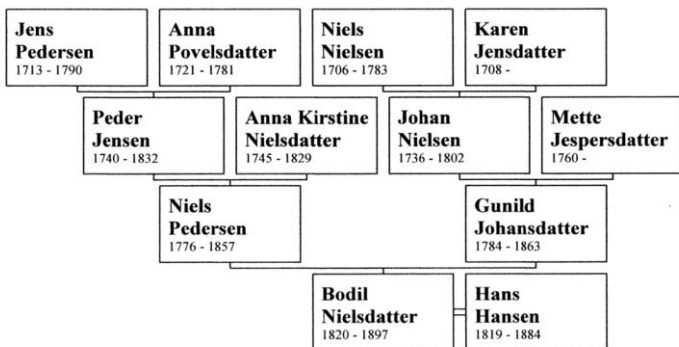 Jens
Pedersen
1713 - 1790
Anna
Povelsdatter
1721 - 1781
Niels
Nielsen
1706 - 1783
Karen
Jensdatter
1708 -
Peder
Jensen
1740 - 1832
Anna Kirstine
Nielsdatter
1745 - 1829
Johan
Nielsen
1736 - 1802
Mette
Jespersdatter
1760 -
Niels
Pedersen
1776 - 1857
Gunild
Johansdatter
1784 - 1863
Bodil
Nielsdatter
1820 - 1897
Hans
Hansen
1819 - 1884